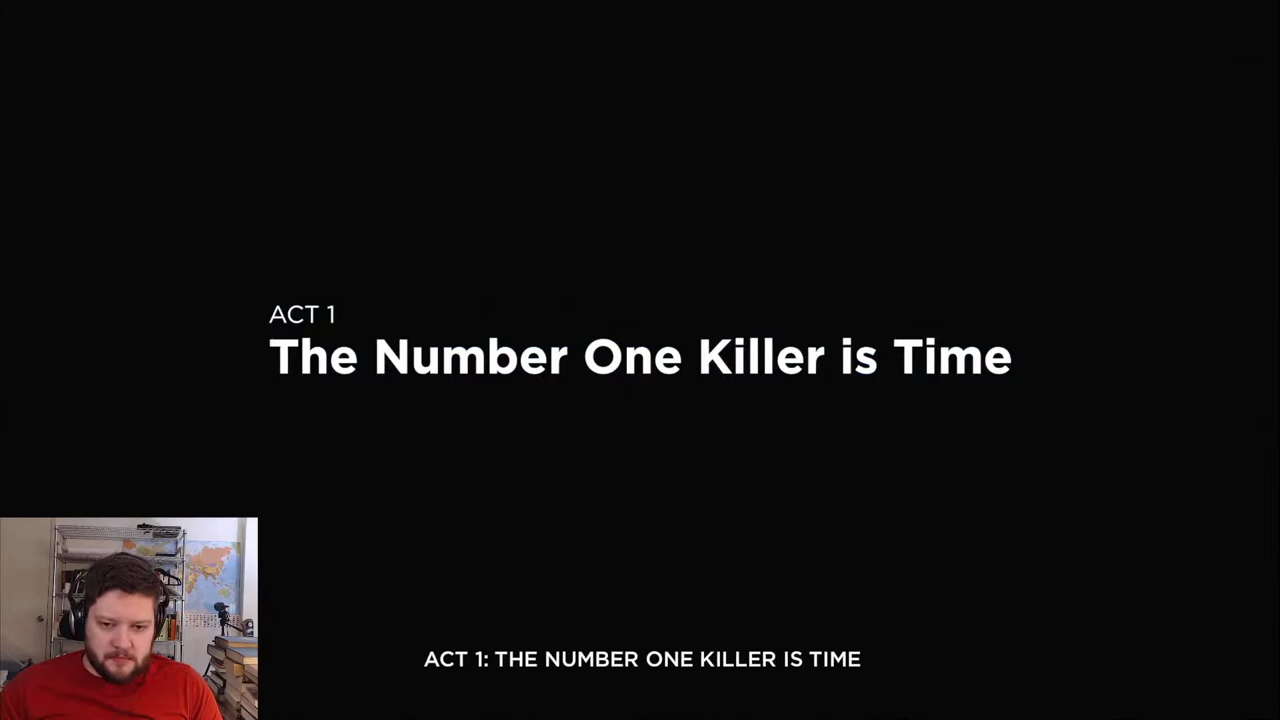 ACT 1
The Number One Killer is Time
ACT 1: THE NUMBER ONE KILLER IS TIME